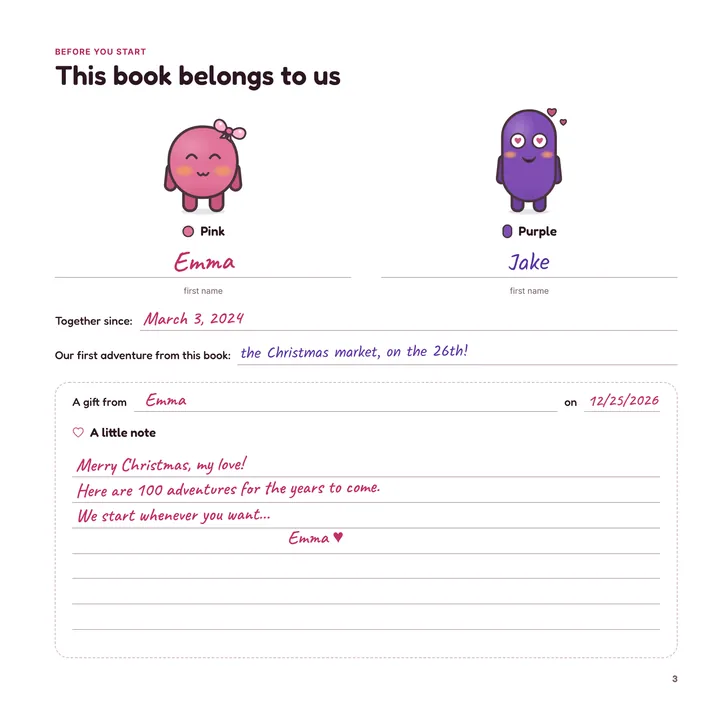 BEFORE YOU START
This book belongs to us
Pink
Purple
Emma
Jake
first name
first name
Together since: March 3, 2024
Our first adventure from this book: the Christmas market, on the 26th!
A gift from Emma on 12/25/2026
♡ A little note
Merry Christmas, my love!
Here are 100 adventures for the years to come.
We start whenever you want...
Emma ♥
3